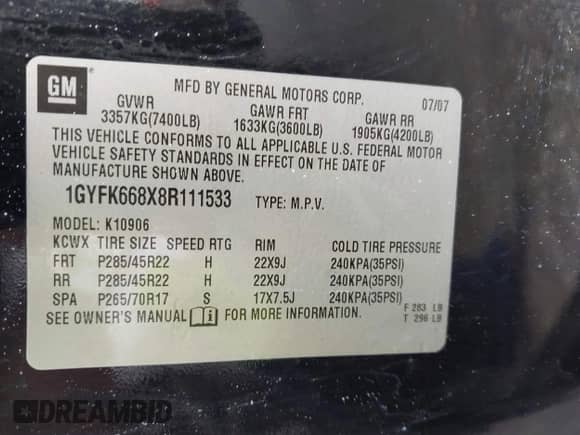 GM
MFD BY GENERAL MOTORS CORP. 07/07
GVWR GAWR FRT GAWR RR
3357KG(7400LB) 1633KG(3600LB) 1905KG(4200LB)
THIS VEHICLE CONFORMS TO ALL APPLICABLE U.S. FEDERAL MOTOR
VEHICLE SAFETY STANDARDS IN EFFECT ON THE DATE OF
MANUFACTURE SHOWN ABOVE.
1GYFK668X8R111533 TYPE: M.P.V.
MODEL: K10906
KCWX TIRE SIZE SPEED RTG RIM COLD TIRE PRESSURE
FRT P285/45R22 H 22X9J 240KPA(35PSI)
RR P285/45R22 H 22X9J 240KPA(35PSI)
SPA P265/70R17 S 17X7.5J 240KPA(35PSI)
SEE OWNER'S MANUAL FOR MORE INFORMATION.
F 283 LB
T 296 LB
DREAMBID